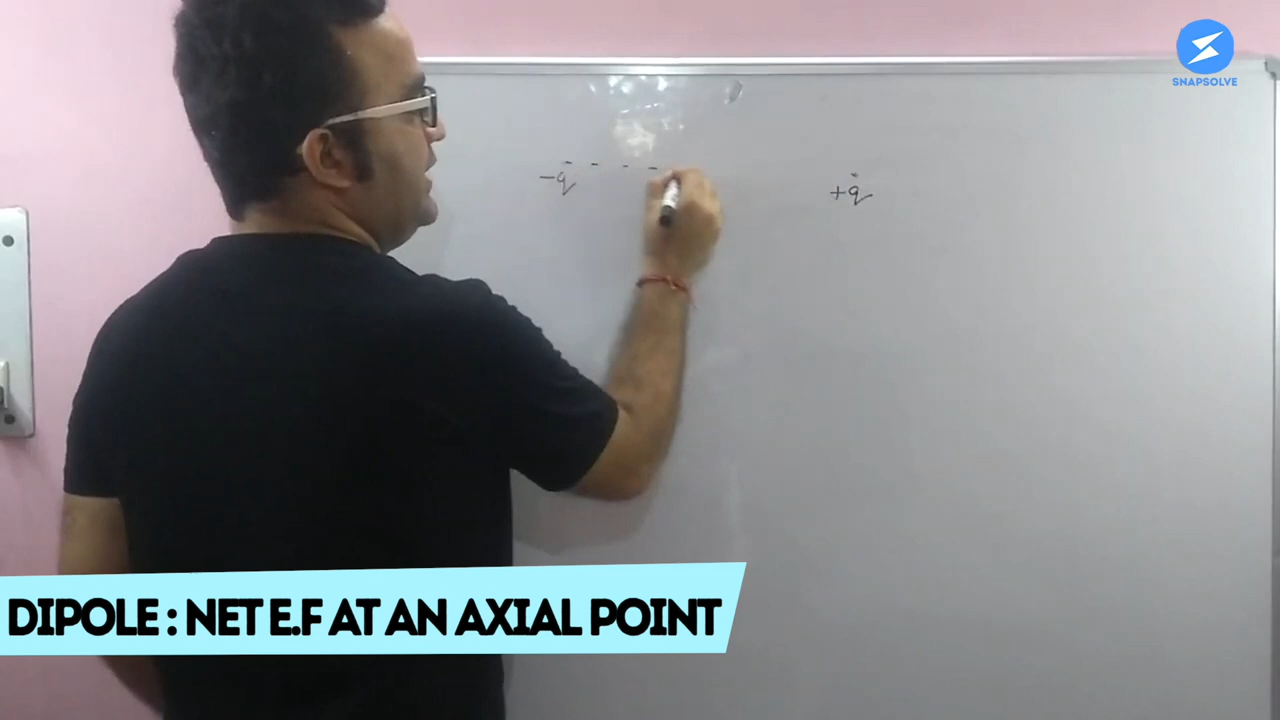 SNAPSOLVE
-q
+q
DIPOLE : NET E.F AT AN AXIAL POINT